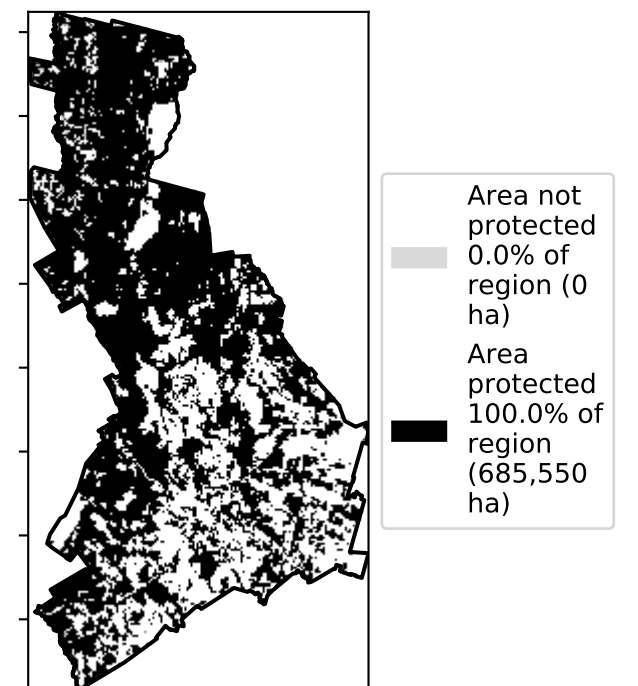 Area not
protected
0.0% of
region (0
ha)
Area
protected
100.0% of
region
(685,550
ha)